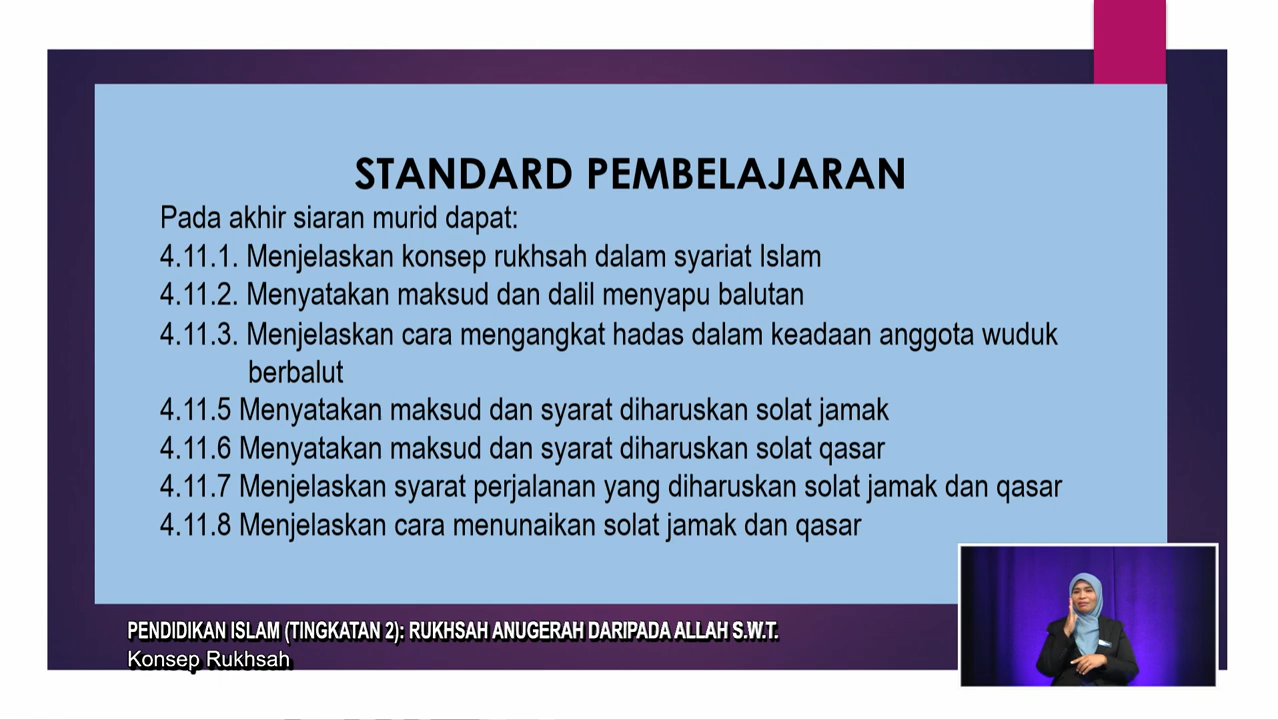 STANDARD PEMBELAJARAN
Pada akhir siaran murid dapat:
4.11.1. Menjelaskan konsep rukhsah dalam syariat Islam
4.11.2. Menyatakan maksud dan dalil menyapu balutan
4.11.3. Menjelaskan cara mengangkat hadas dalam keadaan anggota wuduk
berbalut
4.11.5 Menyatakan maksud dan syarat diharuskan solat jamak
4.11.6 Menyatakan maksud dan syarat diharuskan solat qasar
4.11.7 Menjelaskan syarat perjalanan yang diharuskan solat jamak dan qasar
4.11.8 Menjelaskan cara menunaikan solat jamak dan qasar
PENDIDIKAN ISLAM (TINGKATAN 2): RUKHSAH ANUGERAH DARIPADA ALLAH S.W.T.
Konsep Rukhsah